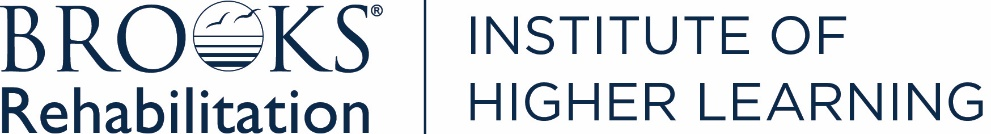 BROOKS®
Rehabilitation
INSTITUTE OF
HIGHER LEARNING